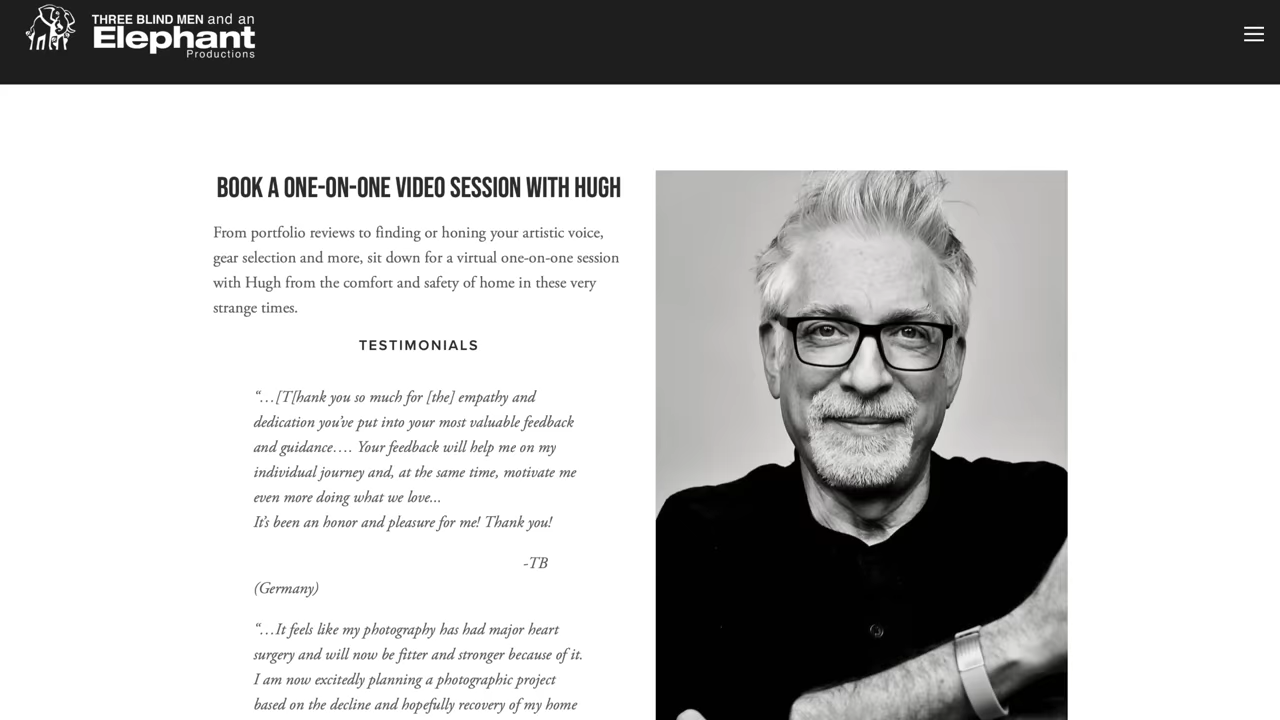 THREE BLIND MEN and an
Elephant
Productions
BOOK A ONE-ON-ONE VIDEO SESSION WITH HUGH
From portfolio reviews to finding or honing your artistic voice,
gear selection and more, sit down for a virtual one-on-one session
with Hugh from the comfort and safety of home in these very
strange times.
TESTIMONIALS
“…[T[hank you so much for [the] empathy and
dedication you’ve put into your most valuable feedback
and guidance…. Your feedback will help me on my
individual journey and, at the same time, motivate me
even more doing what we love...
It’s been an honor and pleasure for me! Thank you!
-TB
(Germany)
“…It feels like my photography has had major heart
surgery and will now be fitter and stronger because of it.
I am now excitedly planning a photographic project
based on the decline and hopefully recovery of my home